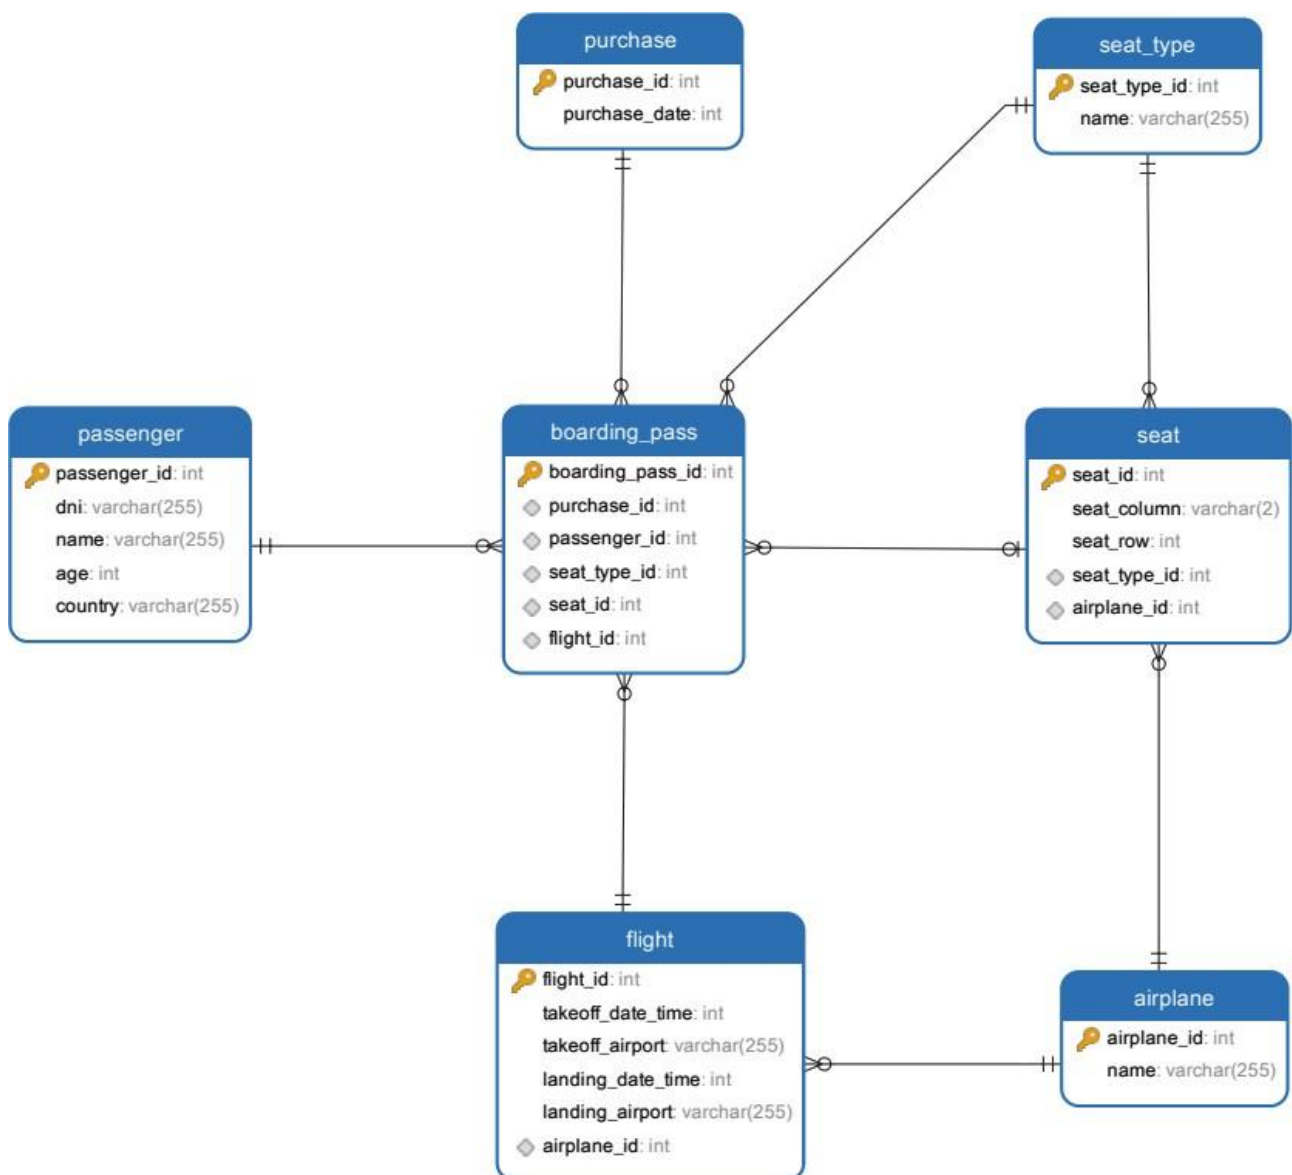 purchase
purchase_id: int
purchase_date: int
seat_type
seat_type_id: int
name: varchar(255)
passenger
passenger_id: int
dni: varchar(255)
name: varchar(255)
age: int
country: varchar(255)
boarding_pass
boarding_pass_id: int
purchase_id: int
passenger_id: int
seat_type_id: int
seat_id: int
flight_id: int
seat
seat_id: int
seat_column: varchar(2)
seat_row: int
seat_type_id: int
airplane_id: int
flight
flight_id: int
takeoff_date_time: int
takeoff_airport: varchar(255)
landing_date_time: int
landing_airport: varchar(255)
airplane_id: int
airplane
airplane_id: int
name: varchar(255)